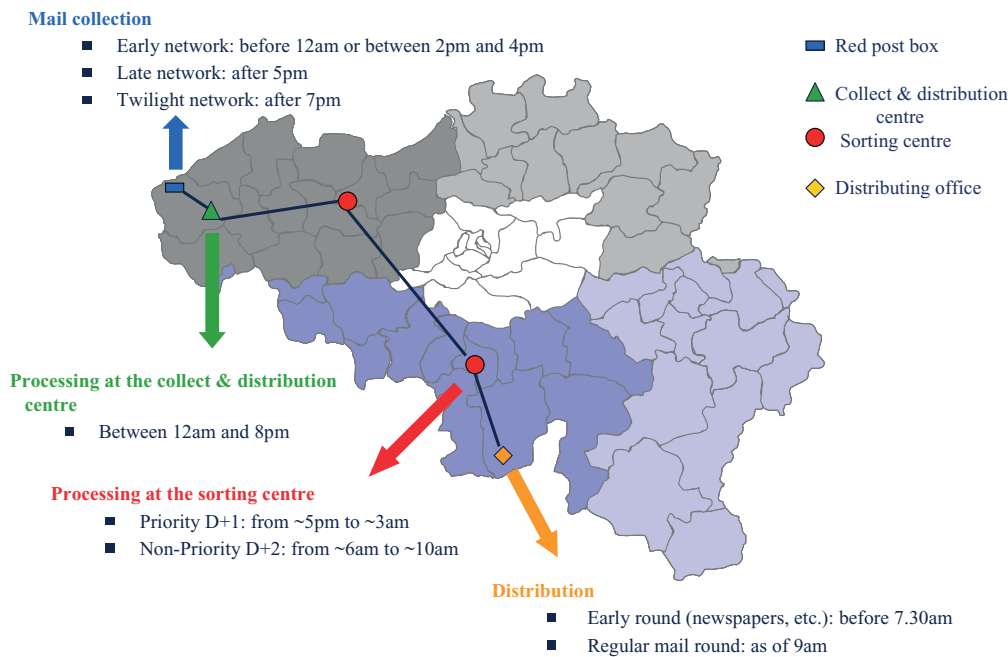 Mail collection
Early network: before 12am or between 2pm and 4pm
Late network: after 5pm
Twilight network: after 7pm
Red post box
Collect & distribution
centre
Sorting centre
Distributing office
Processing at the collect & distribution
centre
Between 12am and 8pm
Processing at the sorting centre
Priority D+1: from ~5pm to ~3am
Non-Priority D+2: from ~6am to ~10am
Distribution
Early round (newspapers, etc.): before 7.30am
Regular mail round: as of 9am